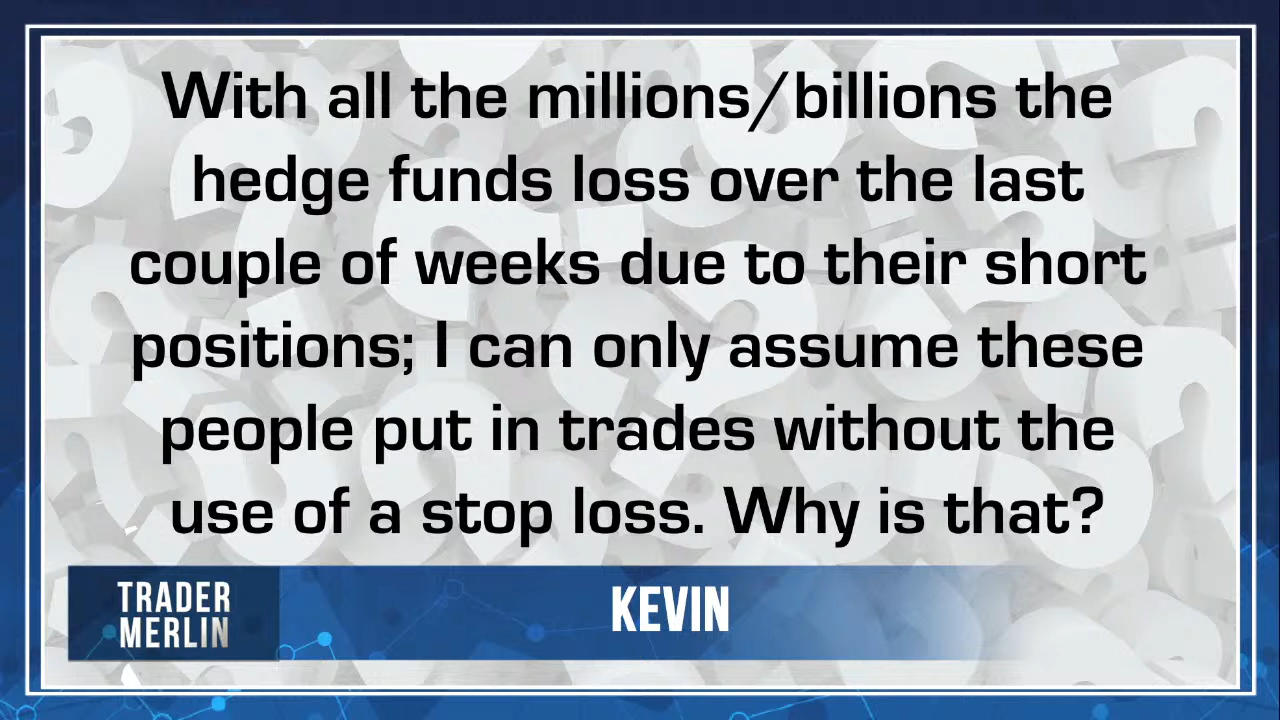 With all the millions/billions the
hedge funds loss over the last
couple of weeks due to their short
positions; I can only assume these
people put in trades without the
use of a stop loss. Why is that?
TRADER
MERLIN
KEVIN